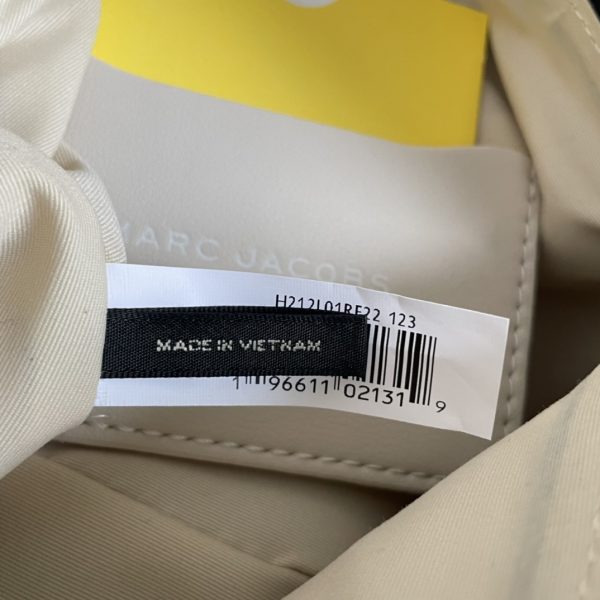 MARC JACOBS
H212L01RE22 123
MADE IN VIETNAM
1 96611 02131 9